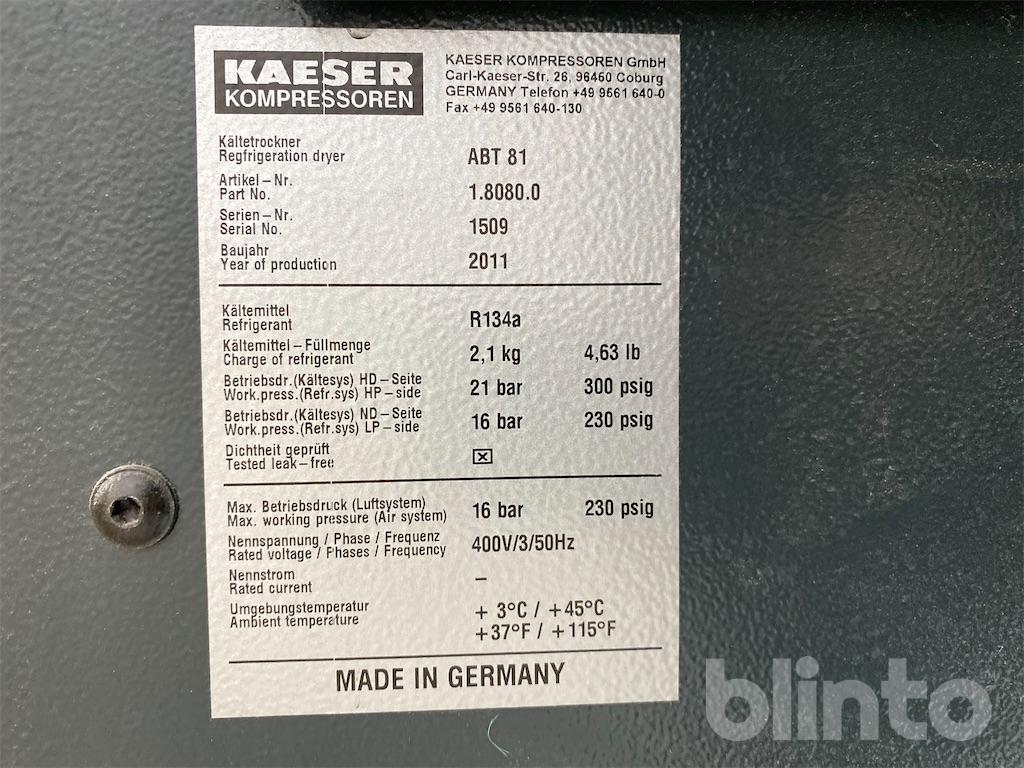 KAESER
KOMPRESSOREN
KAESER KOMPRESSOREN GmbH
Carl-Kaeser-Str. 26, 96460 Coburg
GERMANY Telefon +49 9561 640-0
Fax +49 9561 640-130
Kältetrockner
Regfrigeration dryer ABT 81
Artikel – Nr.
Part No. 1.8080.0
Serien – Nr.
Serial No. 1509
Baujahr
Year of production 2011
Kältemittel
Refrigerant R134a
Kältemittel – Füllmenge
Charge of refrigerant 2,1 kg 4,63 lb
Betriebsdr.(Kältesys) HD – Seite
Work.press.(Refr.sys) HP – side 21 bar 300 psig
Betriebsdr.(Kältesys) ND – Seite
Work.press.(Refr.sys) LP – side 16 bar 230 psig
Dichtheit geprüft
Tested leak – free ☒
Max. Betriebsdruck (Luftsystem)
Max. working pressure (Air system) 16 bar 230 psig
Nennspannung / Phase / Frequenz
Rated voltage / Phases / Frequency 400V/3/50Hz
Nennstrom
Rated current –
Umgebungstemperatur
Ambient temperature + 3°C / +45°C
+37°F / +115°F
MADE IN GERMANY
blinto